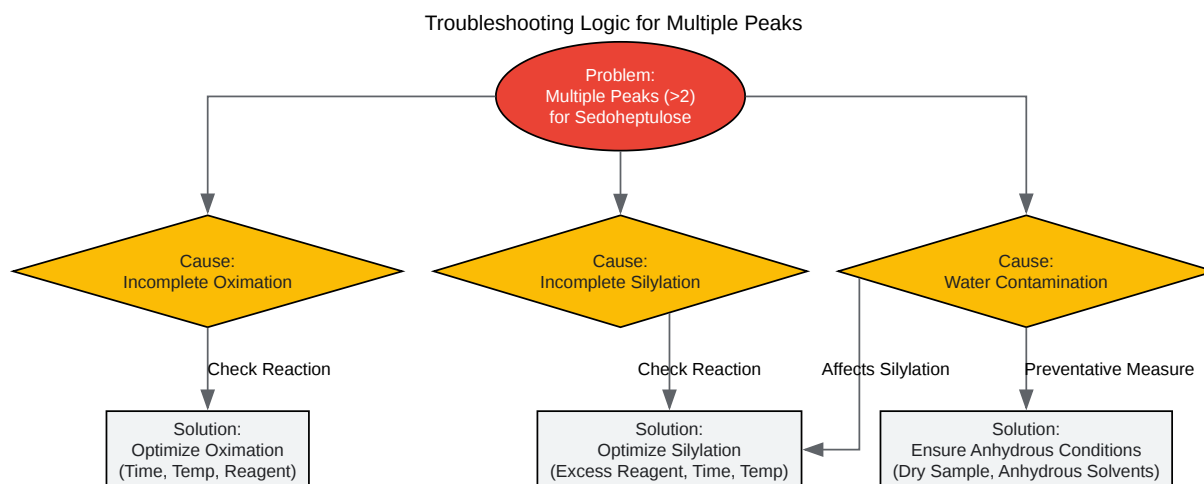 Troubleshooting Logic for Multiple Peaks
Problem:
Multiple Peaks (>2)
for Sedoheptulose
Cause:
Incomplete Oximation
Cause:
Incomplete Silylation
Cause:
Water Contamination
Check Reaction
Check Reaction
Affects Silylation
Preventative Measure
Solution:
Optimize Oximation
(Time, Temp, Reagent)
Solution:
Optimize Silylation
(Excess Reagent, Time, Temp)
Solution:
Ensure Anhydrous Conditions
(Dry Sample, Anhydrous Solvents)